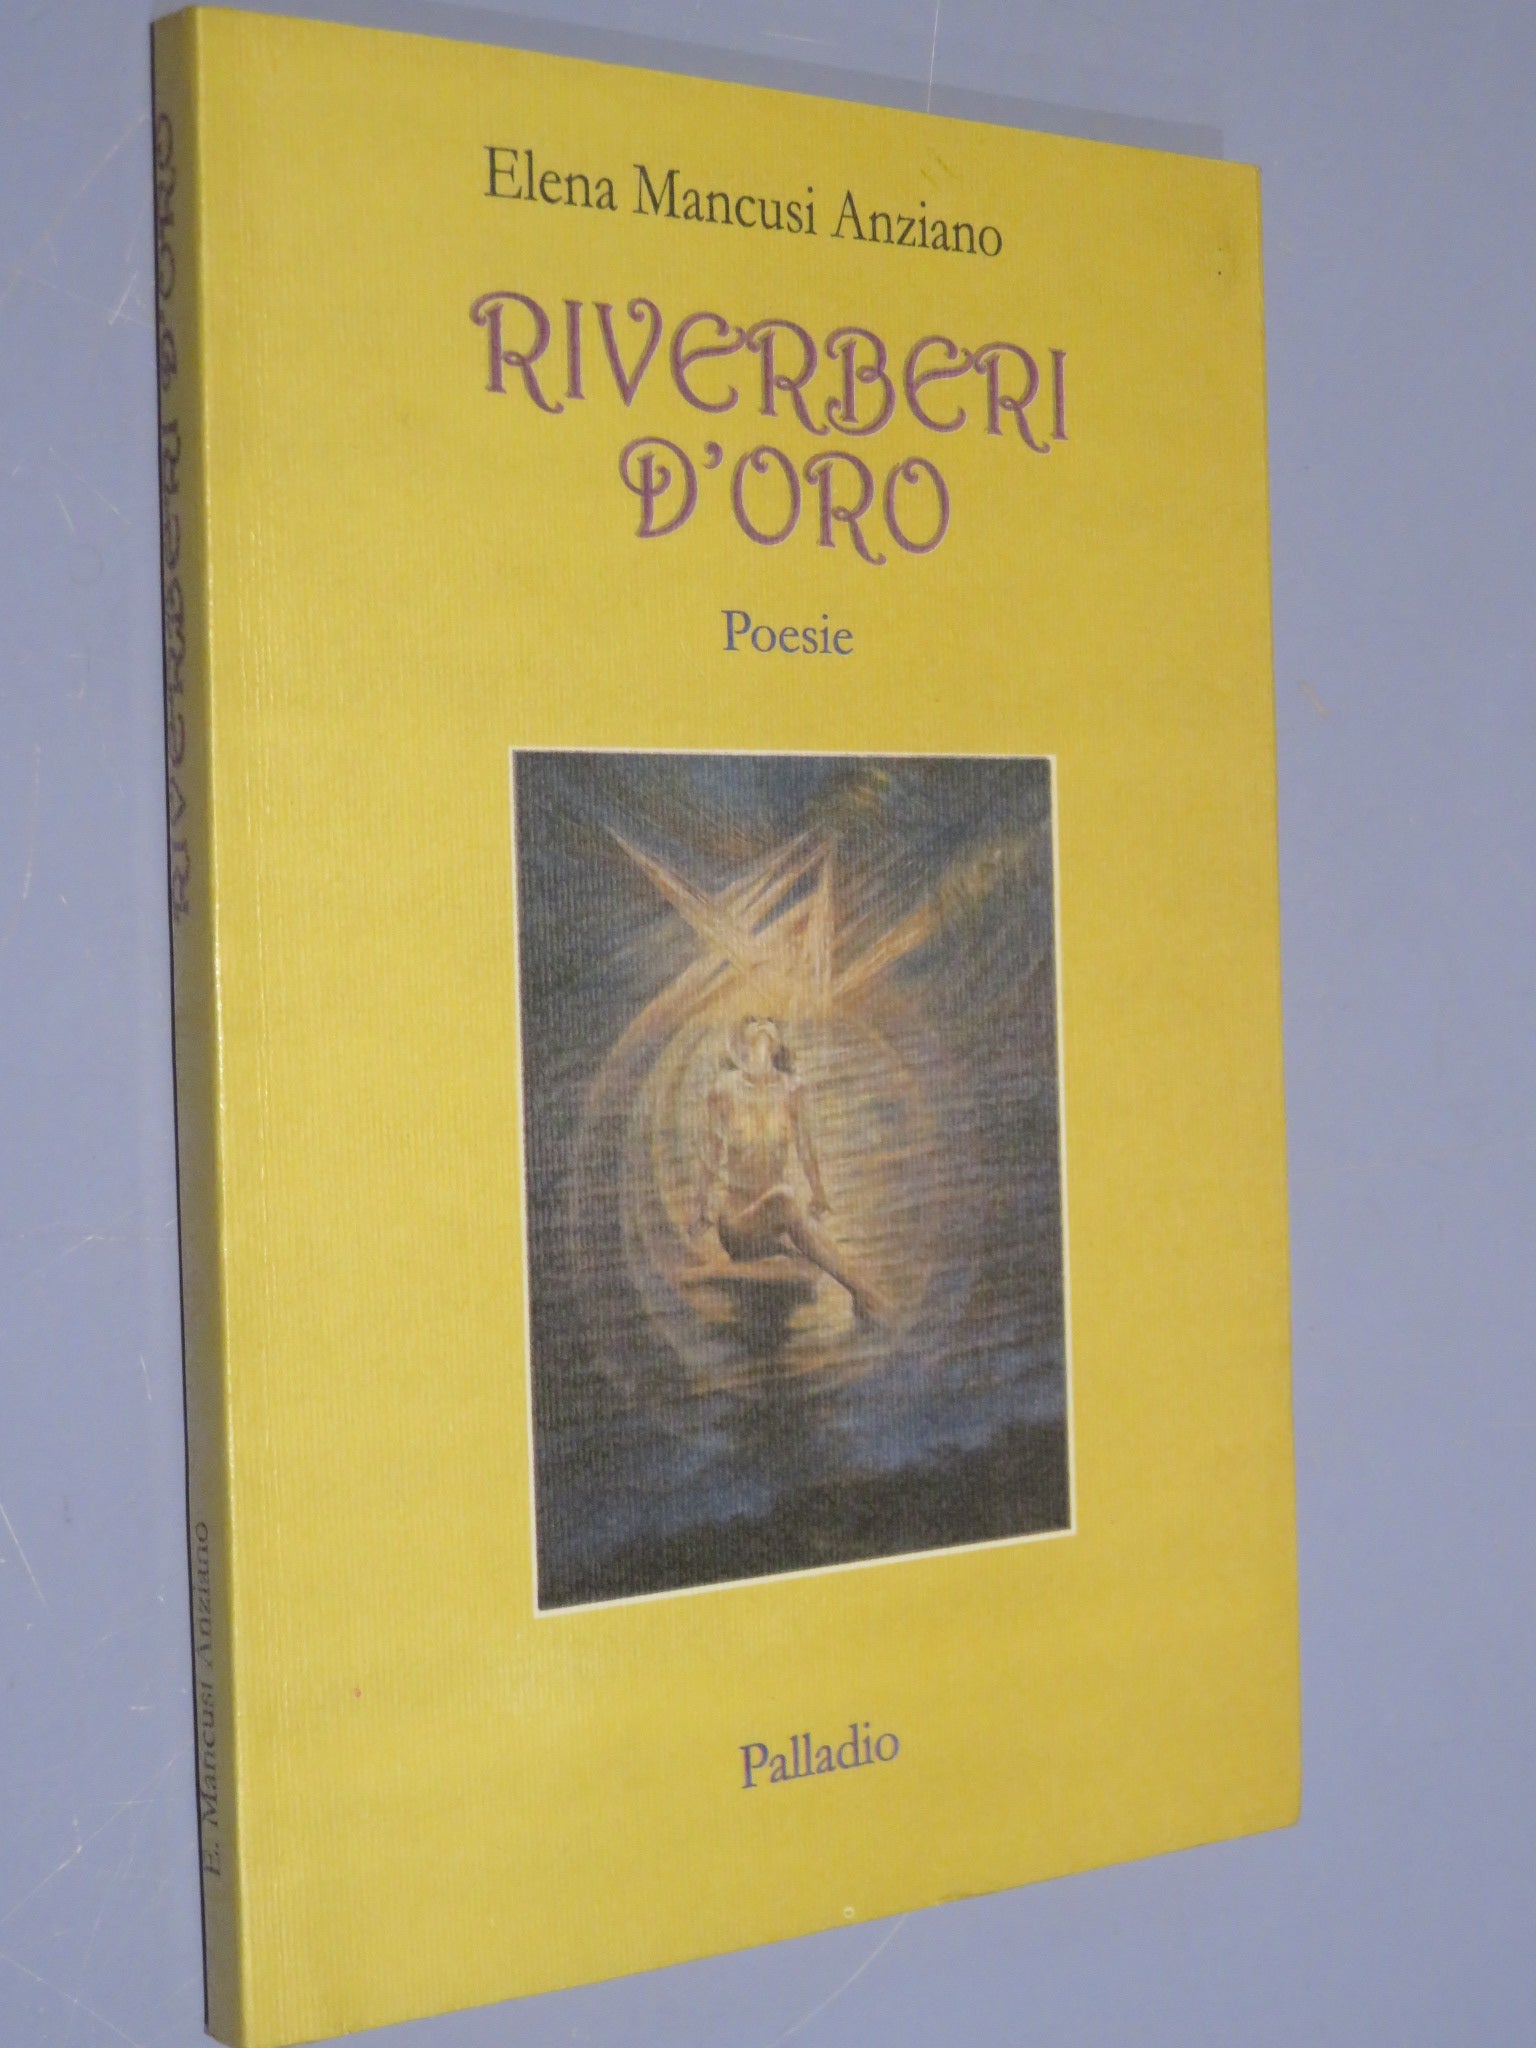 Elena Mancusi Anziano
RIVERBERI
D'ORO
Poesie
Palladio
RIVERBERI D'ORO
E. Mancusi Anziano